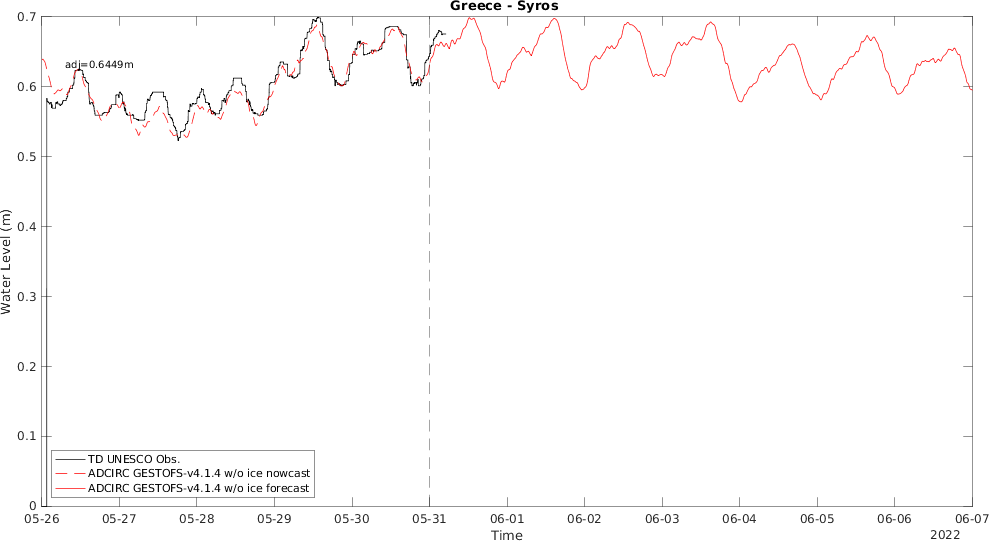 Greece - Syros
0.7
adj=0.6449m
0.6
0.5
0.4
0.3
0.2
0.1
0
Water Level (m)
TD UNESCO Obs.
ADCIRC GESTOFS-v4.1.4 w/o ice nowcast
ADCIRC GESTOFS-v4.1.4 w/o ice forecast
05-26 05-27 05-28 05-29 05-30 05-31 06-01 06-02 06-03 06-04 06-05 06-06 06-07
Time
2022